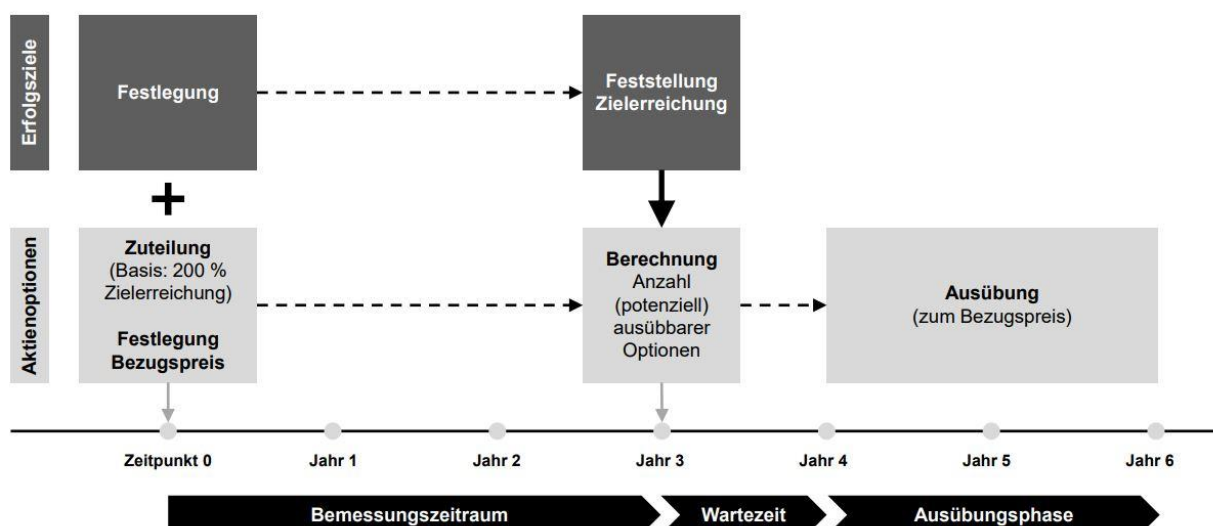 Erfolgsziele
Festlegung
Feststellung
Zielerreichung
+
Aktienoptionen
Zuteilung
(Basis: 200 %
Zielerreichung)
Festlegung
Bezugspreis
Berechnung
Anzahl
(potenziell)
ausübbarer
Optionen
Ausübung
(zum Bezugspreis)
Zeitpunkt 0
Jahr 1
Jahr 2
Jahr 3
Jahr 4
Jahr 5
Jahr 6
Bemessungszeitraum
Wartezeit
Ausübungsphase